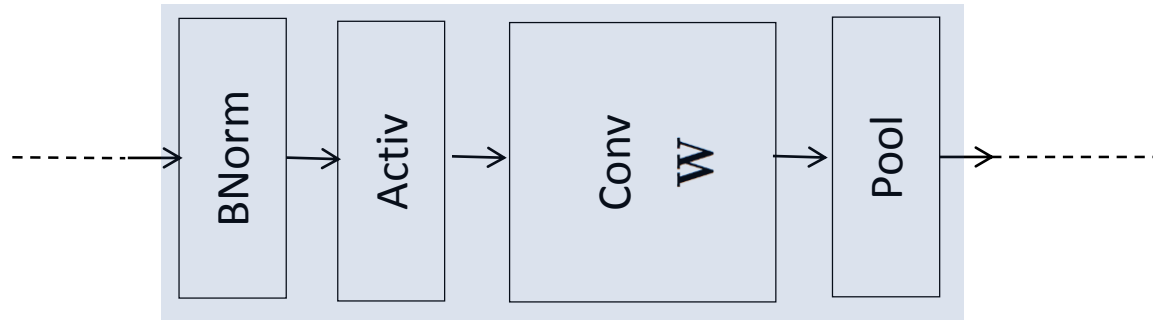 BNorm
Activ
Conv
W
Pool